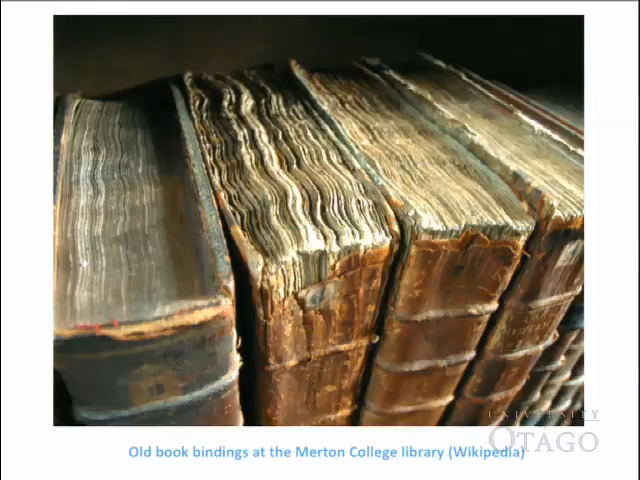 UNIVERSITY
OTAGO
Old book bindings at the Merton College library (Wikipedia)